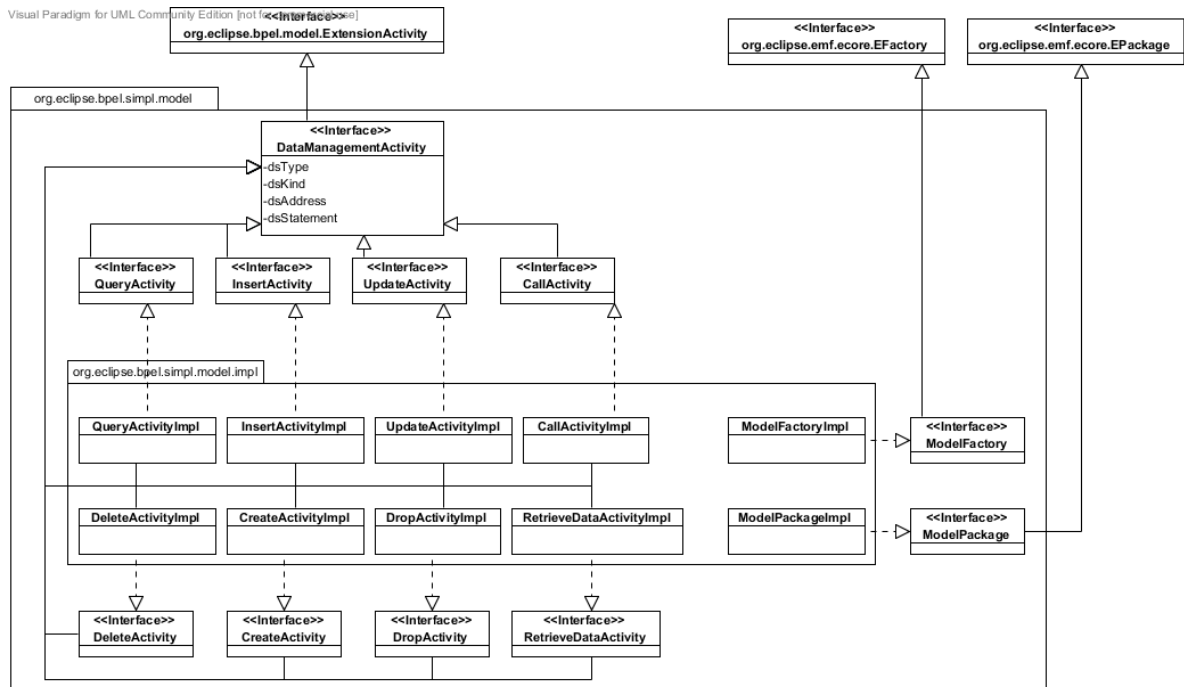 Visual Paradigm for UML Community Edition [not for commercial use]
<<Interface>>
org.eclipse.bpel.model.ExtensionActivity
<<Interface>>
org.eclipse.emf.ecore.EFactory
<<Interface>>
org.eclipse.emf.ecore.EPackage
org.eclipse.bpel.simpl.model
<<Interface>>
DataManagementActivity
-dsType
-dsKind
-dsAddress
-dsStatement
<<Interface>>
QueryActivity
<<Interface>>
InsertActivity
<<Interface>>
UpdateActivity
<<Interface>>
CallActivity
org.eclipse.bpel.simpl.model.impl
QueryActivityImpl
InsertActivityImpl
UpdateActivityImpl
CallActivityImpl
ModelFactoryImpl
<<Interface>>
ModelFactory
DeleteActivityImpl
CreateActivityImpl
DropActivityImpl
RetrieveDataActivityImpl
ModelPackageImpl
<<Interface>>
ModelPackage
<<Interface>>
DeleteActivity
<<Interface>>
CreateActivity
<<Interface>>
DropActivity
<<Interface>>
RetrieveDataActivity